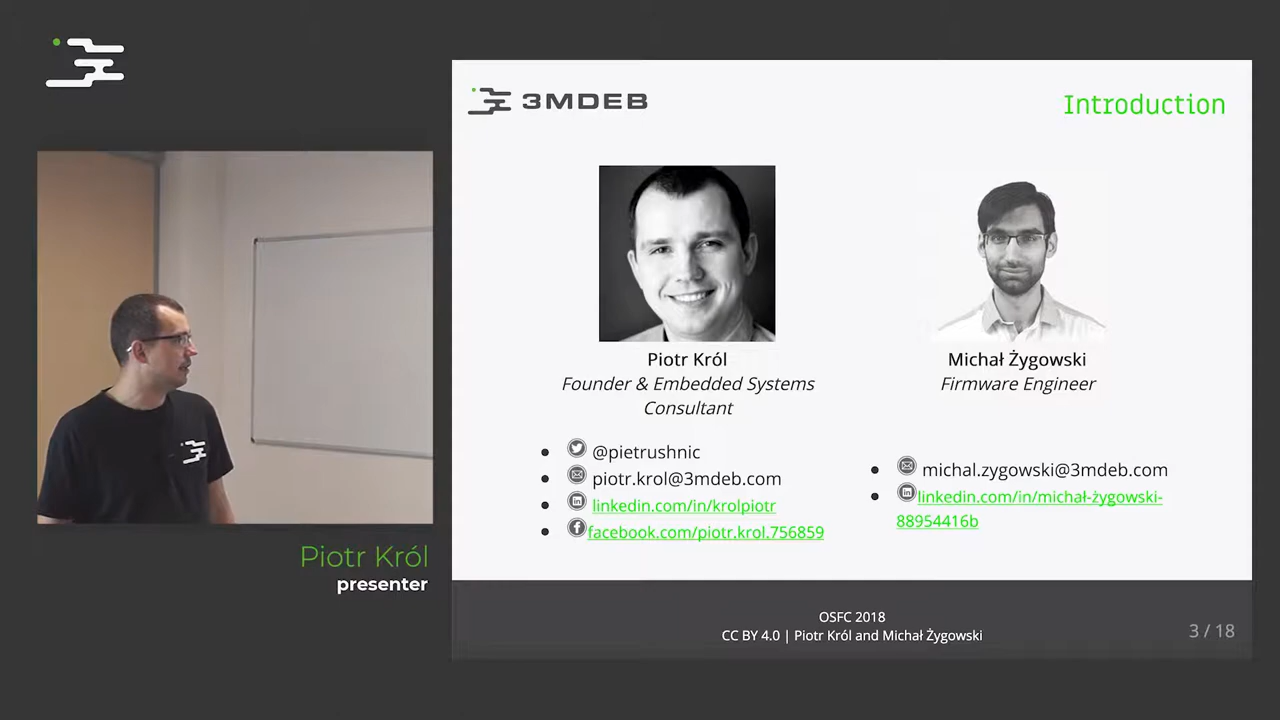 3MDEB
Introduction
Piotr Król
Founder & Embedded Systems
Consultant
@pietrushnic
piotr.krol@3mdeb.com
linkedin.com/in/krolpiotr
facebook.com/piotr.krol.756859
Michał Żygowski
Firmware Engineer
michal.zygowski@3mdeb.com
linkedin.com/in/michał-żygowski-
88954416b
Piotr Król
presenter
OSFC 2018
CC BY 4.0 | Piotr Król and Michał Żygowski
3 / 18